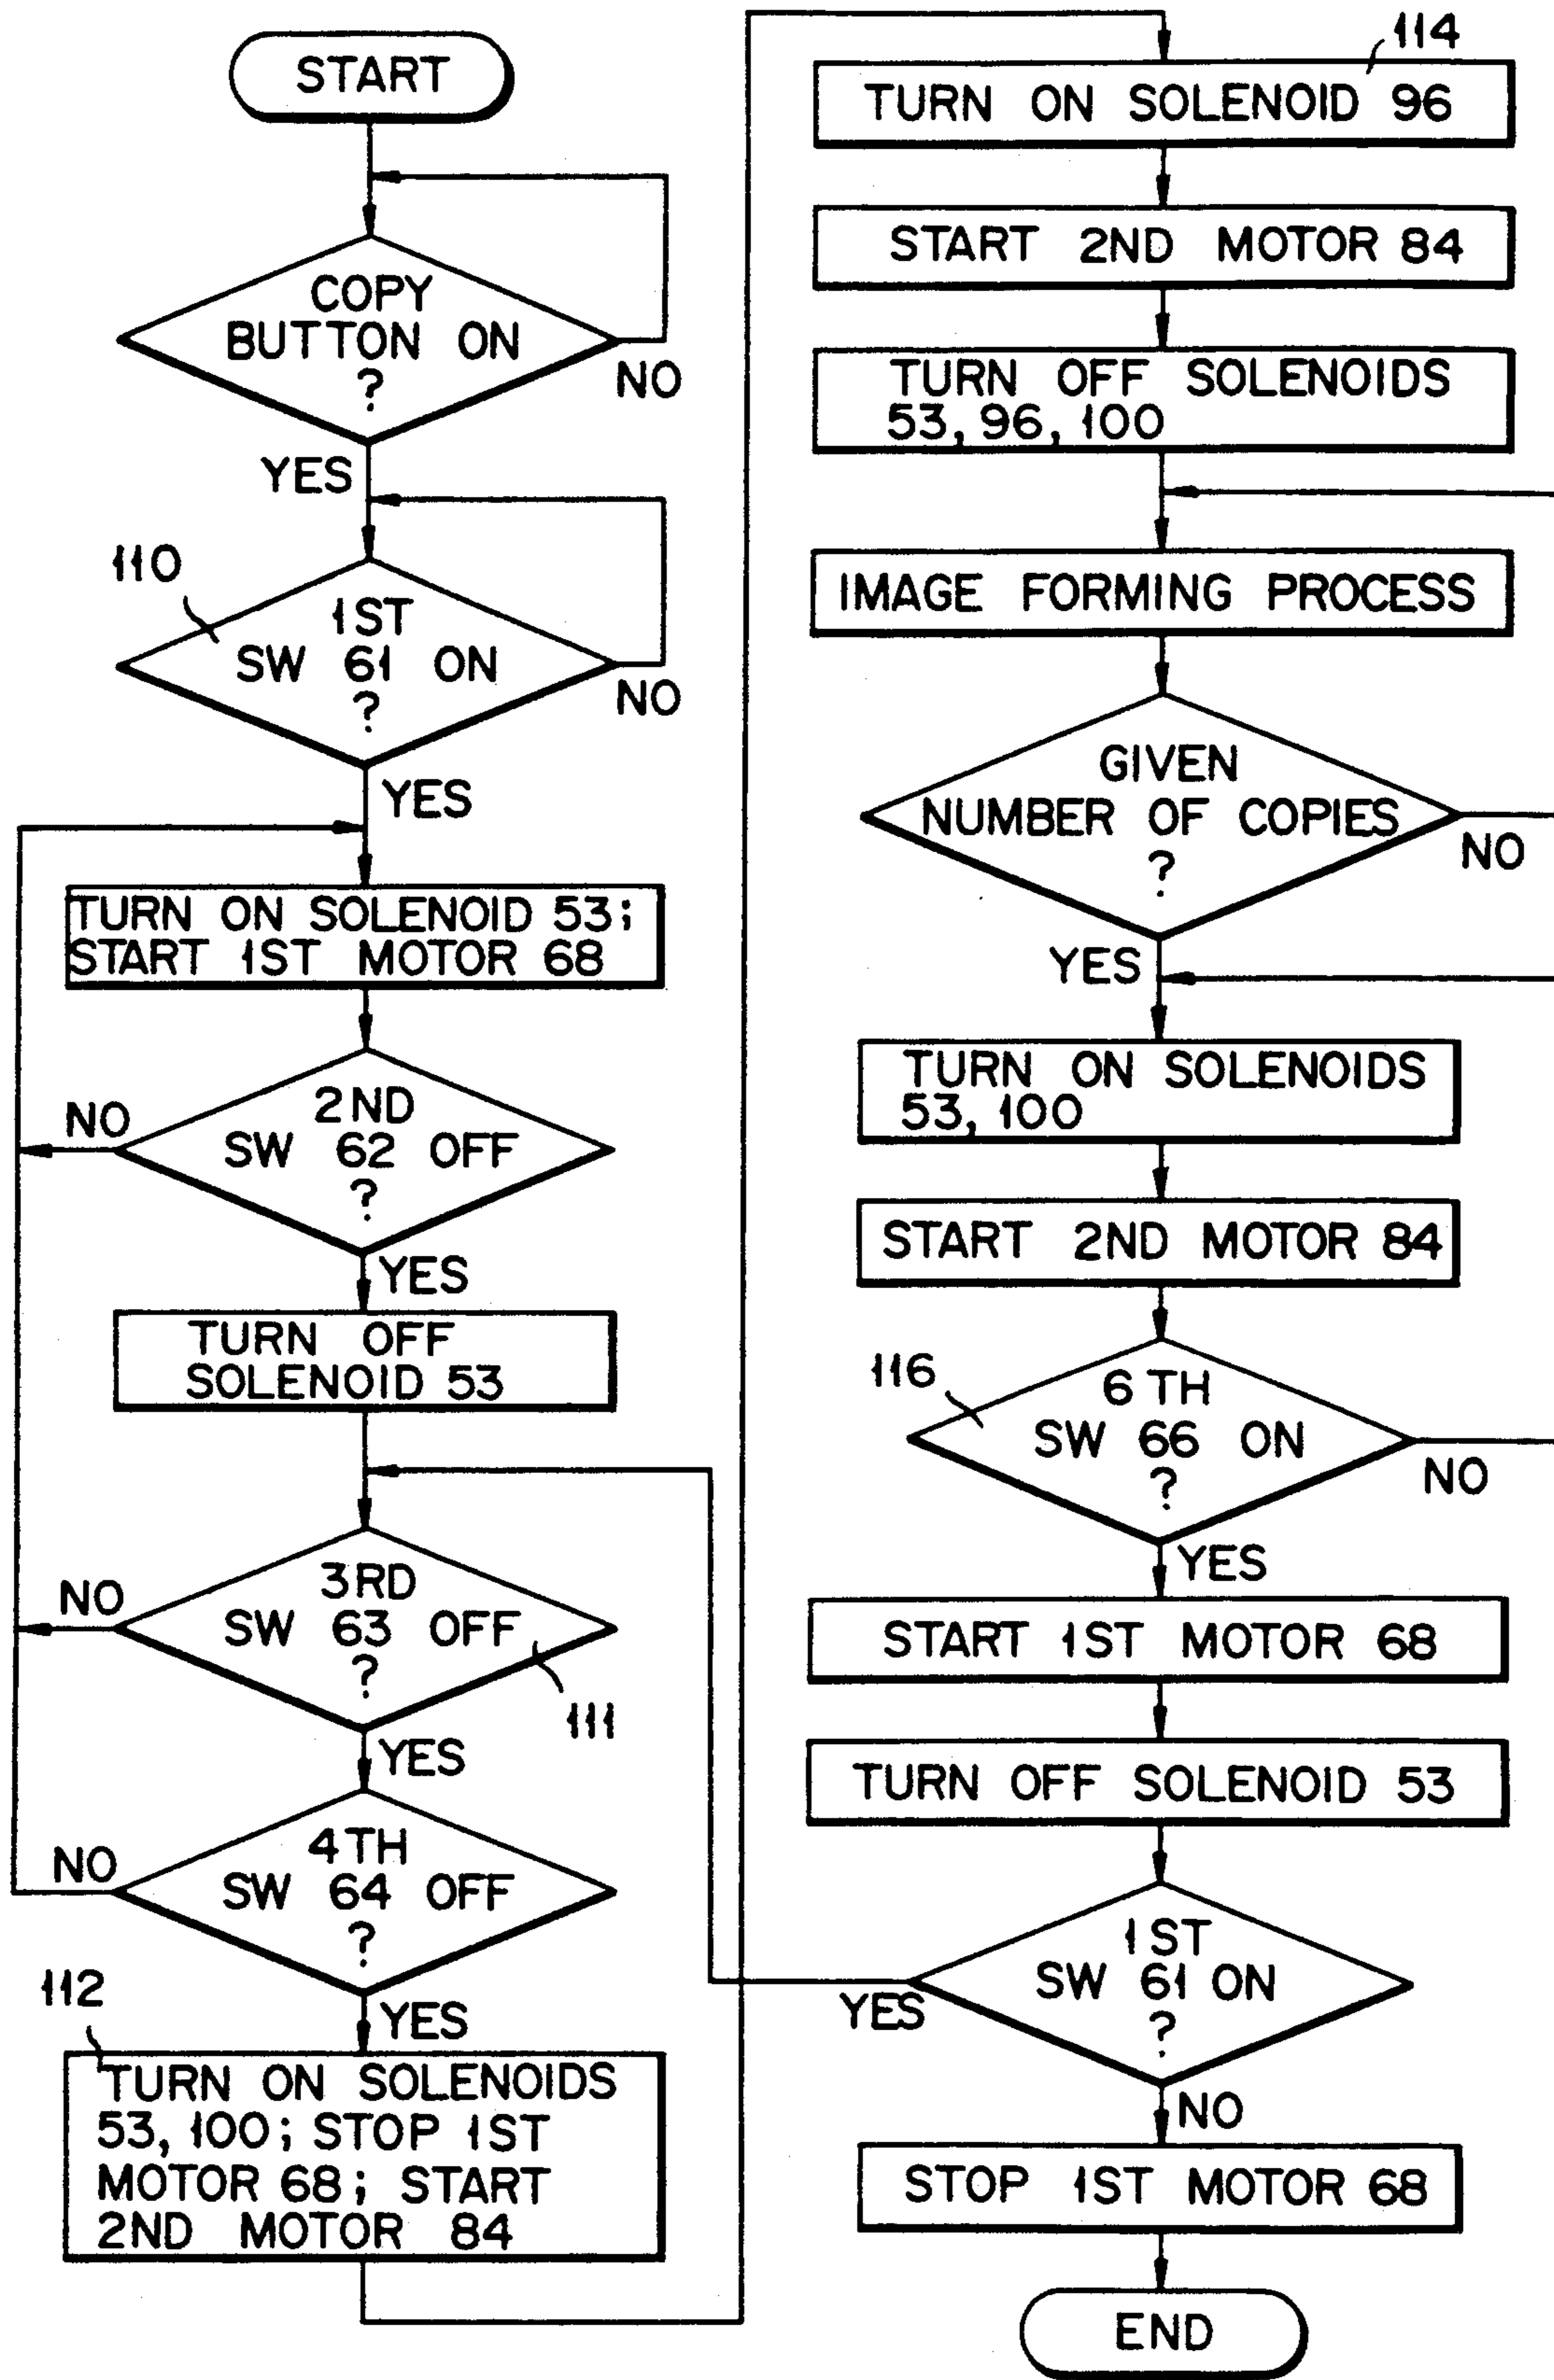 START
COPY
BUTTON ON
?
NO
YES
110
1ST
SW 61 ON
?
NO
YES
TURN ON SOLENOID 53;
START 1ST MOTOR 68
2ND
SW 62 OFF
?
NO
YES
TURN OFF
SOLENOID 53
3RD
SW 63 OFF
?
NO
111
YES
4TH
SW 64 OFF
?
NO
YES
112
TURN ON SOLENOIDS
53, 100; STOP 1ST
MOTOR 68; START
2ND MOTOR 84
114
TURN ON SOLENOID 96
START 2ND MOTOR 84
TURN OFF SOLENOIDS
53, 96, 100
IMAGE FORMING PROCESS
GIVEN
NUMBER OF COPIES
?
NO
YES
TURN ON SOLENOIDS
53, 100
START 2ND MOTOR 84
116
6TH
SW 66 ON
?
NO
YES
START 1ST MOTOR 68
TURN OFF SOLENOID 53
1ST
SW 61 ON
?
YES
NO
STOP 1ST MOTOR 68
END